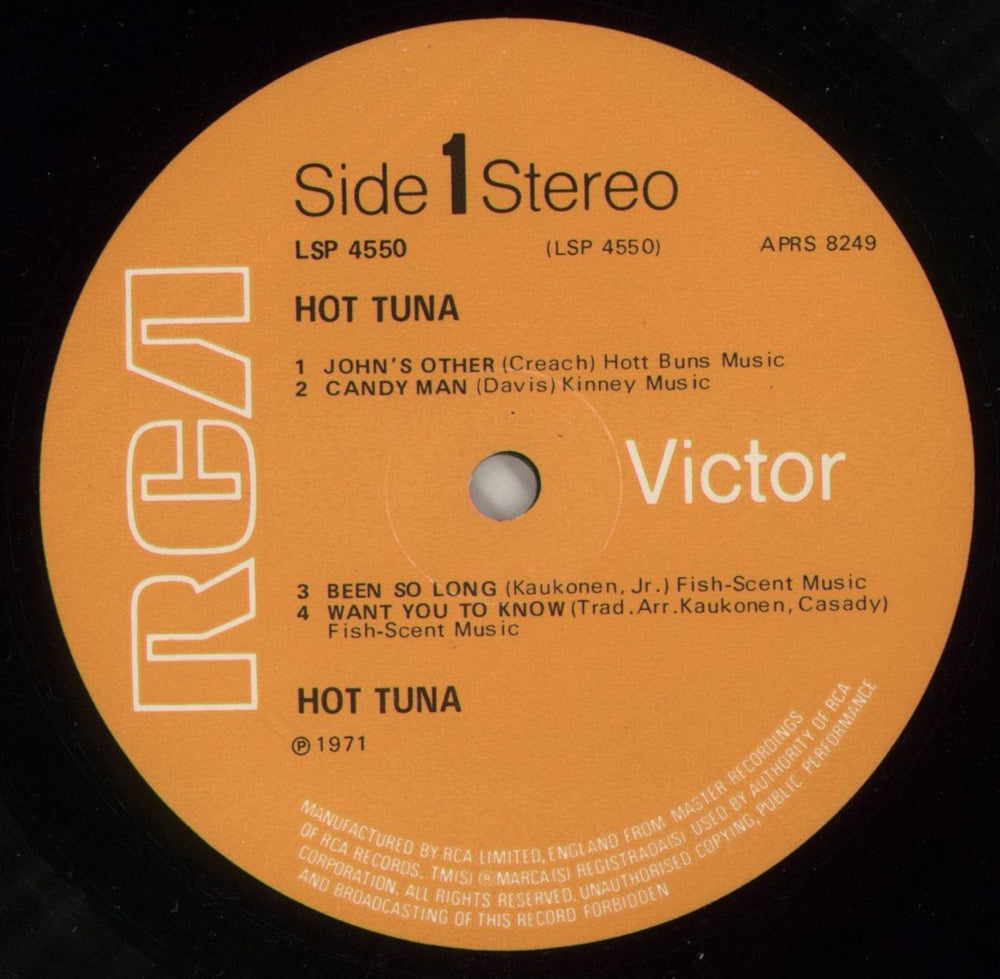 Side 1 Stereo
LSP 4550 (LSP 4550) APRS 8249
HOT TUNA
1 JOHN'S OTHER (Creach) Hott Buns Music
2 CANDY MAN (Davis) Kinney Music
RCA
Victor
3 BEEN SO LONG (Kaukonen, Jr.) Fish-Scent Music
4 WANT YOU TO KNOW (Trad. Arr. Kaukonen, Casady)
Fish-Scent Music
HOT TUNA
℗ 1971
MANUFACTURED BY RCA LIMITED, ENGLAND FROM MASTER RECORDINGS
OF RCA RECORDS. TM(S) ® MARCA(S) REGISTRADA(S) USED BY AUTHORITY OF RCA
CORPORATION. ALL RIGHTS RESERVED. UNAUTHORISED COPYING, PUBLIC PERFORMANCE
AND BROADCASTING OF THIS RECORD FORBIDDEN